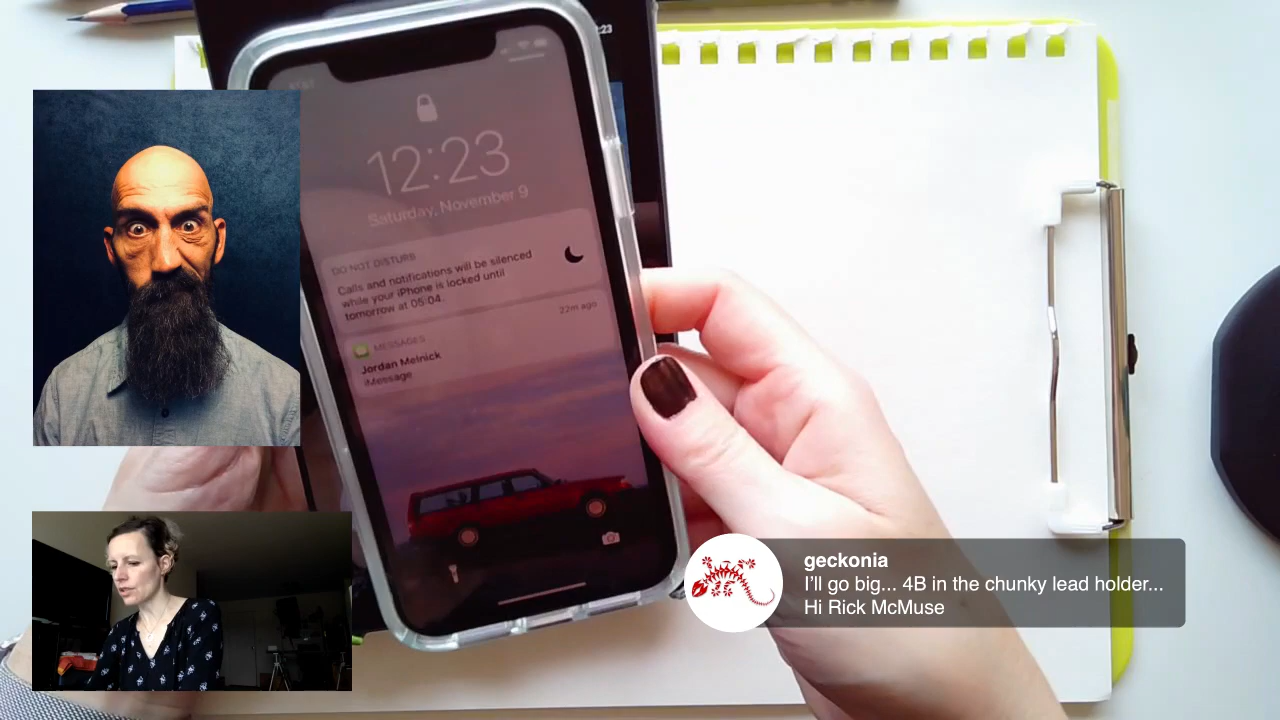 :23
12:23
Saturday, November 9
DO NOT DISTURB
Calls and notifications will be silenced
while your iPhone is locked until
tomorrow at 05:04.
22m ago
MESSAGES
Jordan Melnick
iMessage
geckonia
I'll go big... 4B in the chunky lead holder...
Hi Rick McMuse